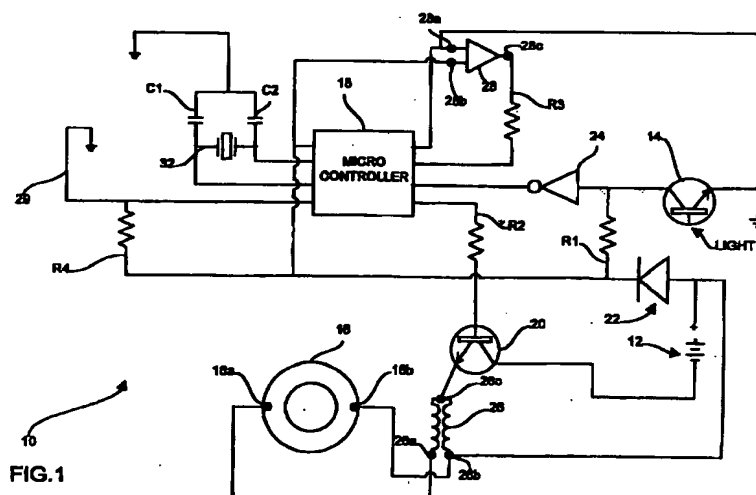 28a
28c
C1
C2
18
28
28b
R3
24
14
32
MICRO
CONTROLLER
29
R2
R1
LIGHT
R4
22
20
12
+
16
16a
16b
26c
26
10
26a
26b
FIG.1